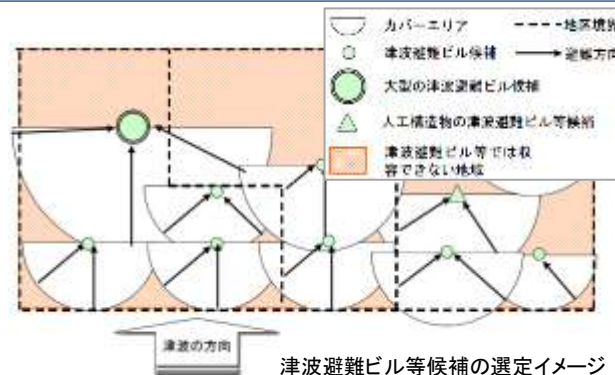 カバーエリア
地区境界
津波避難ビル候補
避難方向
大型の津波避難ビル候補
人工構造物の津波避難ビル等候補
津波避難ビル等では収
容できない地域
津波の方向
津波避難ビル等候補の選定イメージ